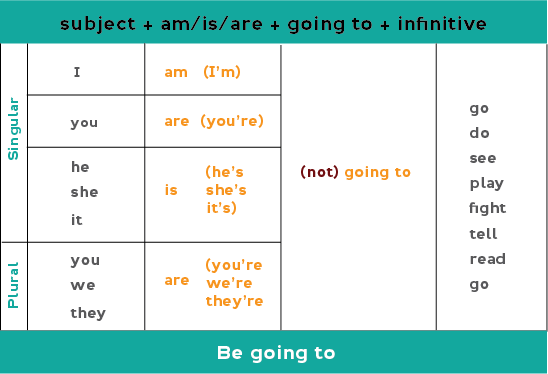 subject + am/is/are + going to + infinitive
Singular
I
am (I'm)
you
are (you're)
he
she
it
is
(he's
she's
it's)
Plural
you
we
they
are
(you're
we're
they're
(not) going to
go
do
see
play
fight
tell
read
go
Be going to